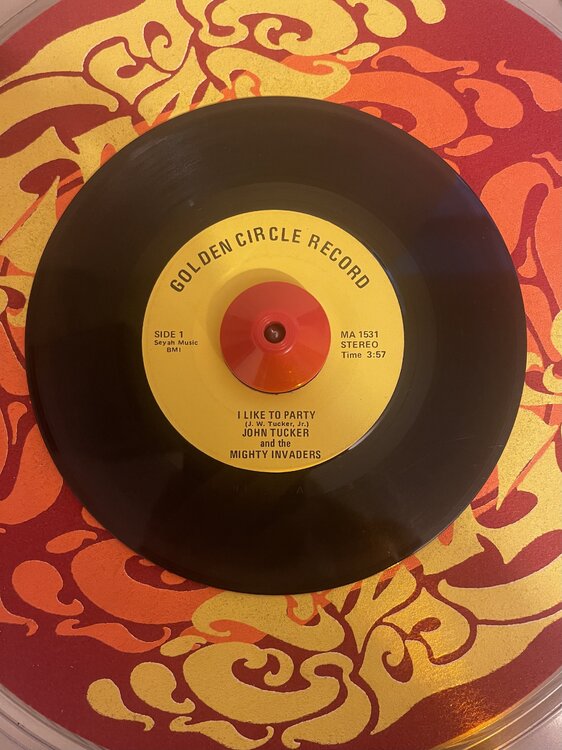 GOLDEN CIRCLE RECORD
SIDE 1
Seyah Music
BMI
MA 1531
STEREO
Time 3:57
I LIKE TO PARTY
(J. W. Tucker, Jr.)
JOHN TUCKER
and the
MIGHTY INVADERS